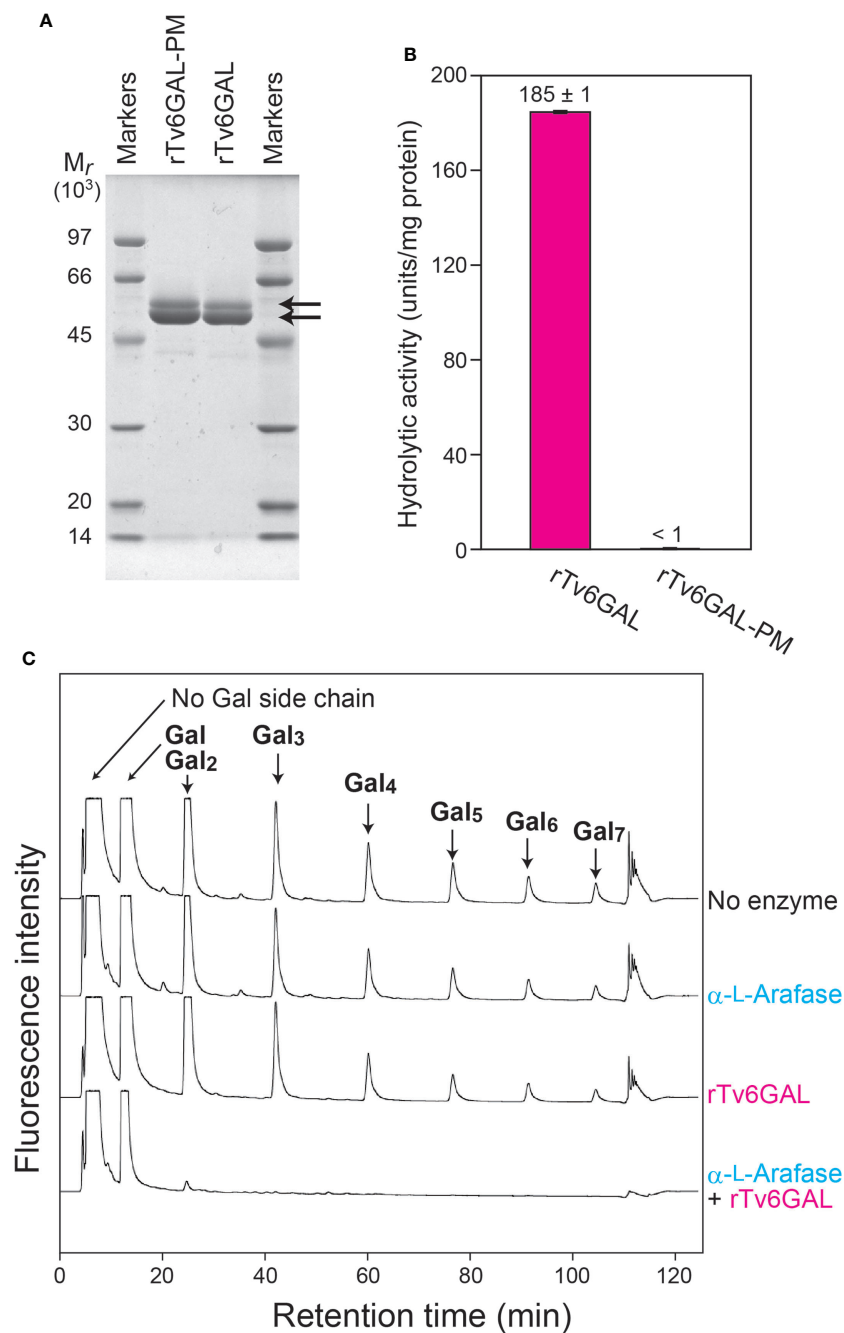 A
Markers
rTv6GAL-PM
rTv6GAL
Markers
Mr
(10³)
97
66
45
30
20
14
B
Hydrolytic activity (units/mg protein)
200
160
120
80
40
0
185 ± 1
< 1
rTv6GAL
rTv6GAL-PM
C
Fluorescence intensity
No Gal side chain
Gal
Gal2
Gal3
Gal4
Gal5
Gal6
Gal7
No enzyme
α-L-Arafase
rTv6GAL
α-L-Arafase
+ rTv6GAL
0 20 40 60 80 100 120
Retention time (min)